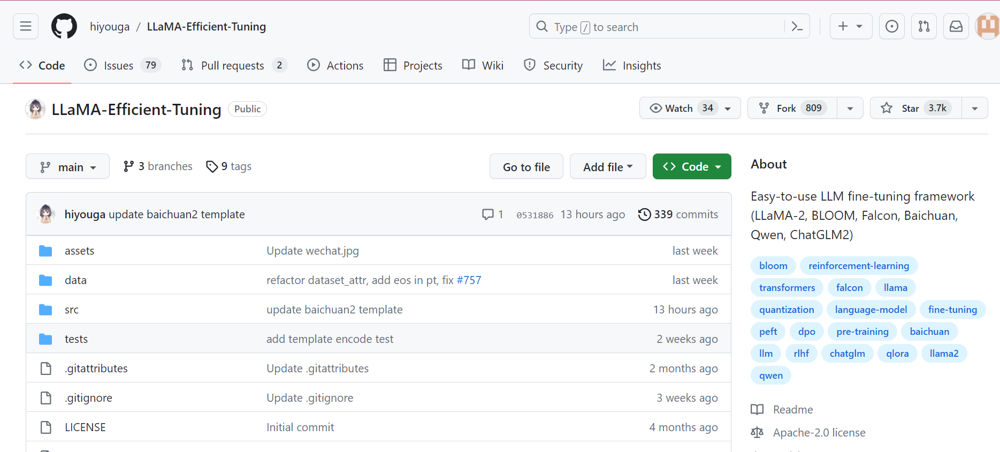 hiyouga / LLaMA-Efficient-Tuning
Type / to search
Code
Issues 79
Pull requests 2
Actions
Projects
Wiki
Security
Insights
LLaMA-Efficient-Tuning Public
Watch 34
Fork 809
Star 3.7k
main
3 branches
9 tags
Go to file
Add file
Code
hiyouga update baichuan2 template 1 0531886 13 hours ago 339 commits
assets Update wechat.jpg last week
data refactor dataset_attr, add eos in pt, fix #757 last week
src update baichuan2 template 13 hours ago
tests add template encode test 2 weeks ago
.gitattributes Update .gitattributes 2 months ago
.gitignore Update .gitignore 3 weeks ago
LICENSE Initial commit 4 months ago
About
Easy-to-use LLM fine-tuning framework
(LLaMA-2, BLOOM, Falcon, Baichuan,
Qwen, ChatGLM2)
bloom reinforcement-learning
transformers falcon llama
quantization language-model fine-tuning
peft dpo pre-training baichuan
llm rlhf chatglm qlora llama2
qwen
Readme
Apache-2.0 license